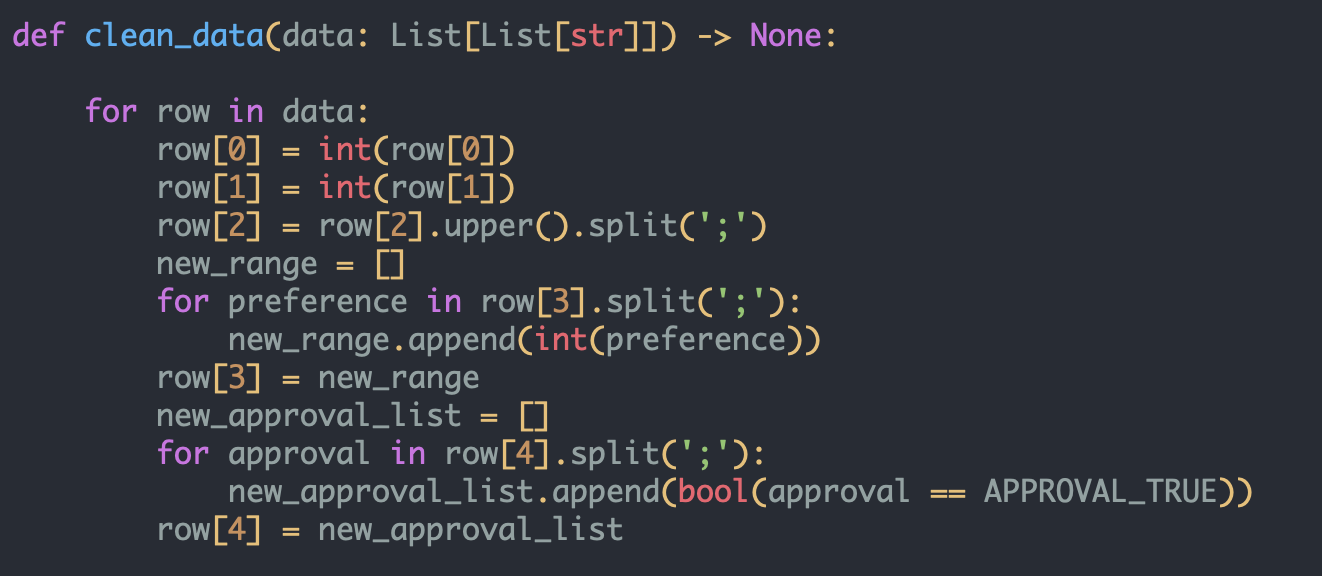 def clean_data(data: List[List[str]]) -> None:

    for row in data:
        row[0] = int(row[0])
        row[1] = int(row[1])
        row[2] = row[2].upper().split(';')
        new_range = []
        for preference in row[3].split(';'):
            new_range.append(int(preference))
        row[3] = new_range
        new_approval_list = []
        for approval in row[4].split(';'):
            new_approval_list.append(bool(approval == APPROVAL_TRUE))
        row[4] = new_approval_list